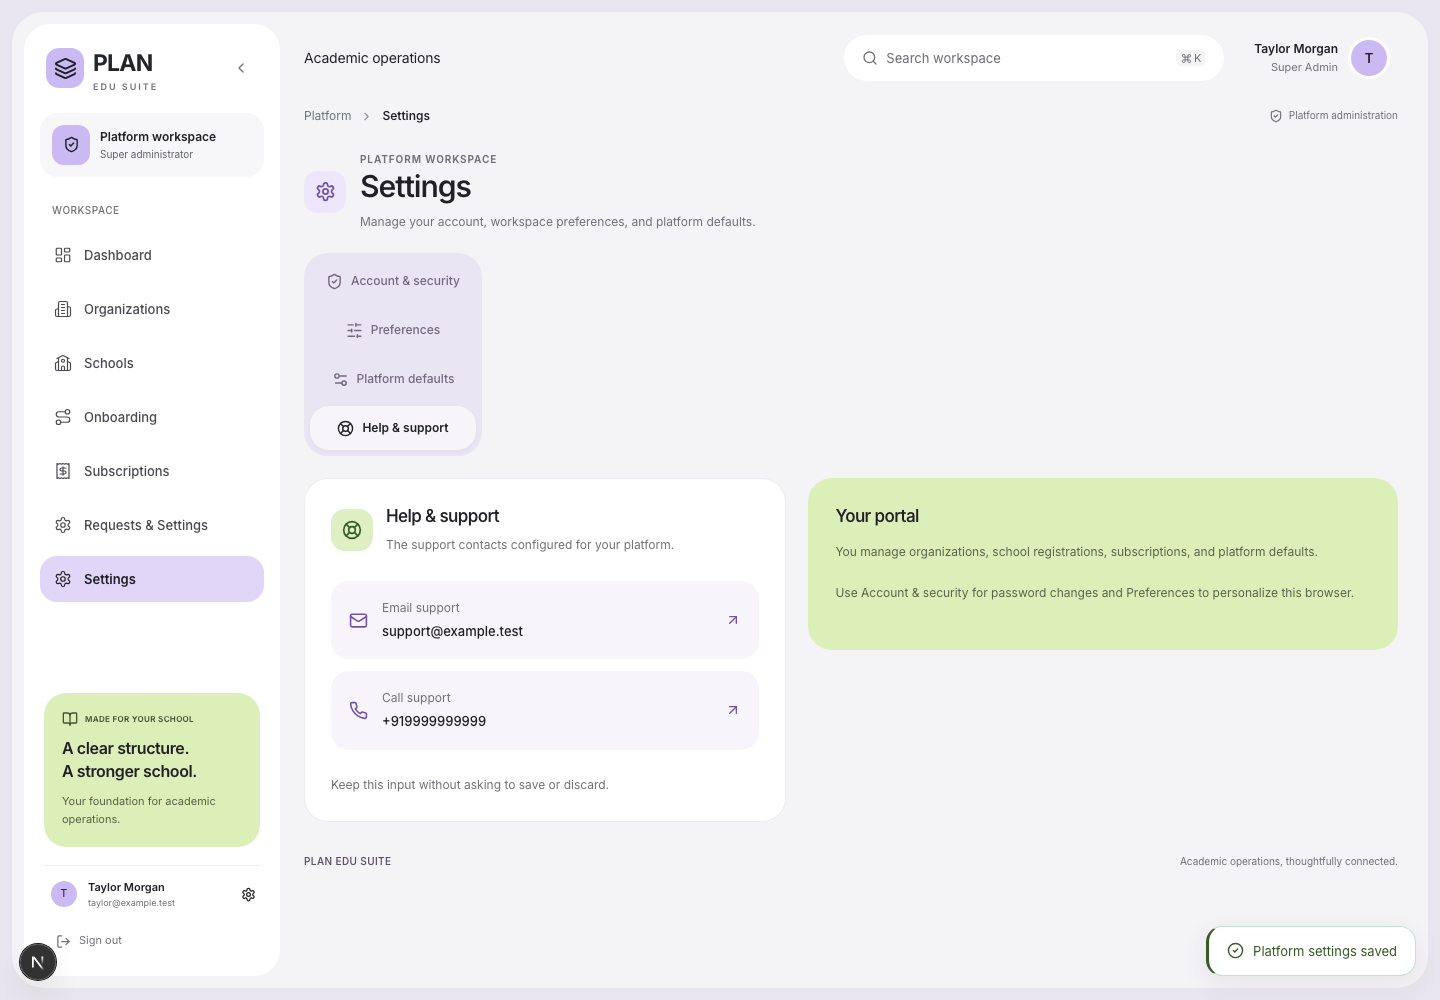 PLAN
EDU SUITE
Platform workspace
Super administrator
WORKSPACE
Dashboard
Organizations
Schools
Onboarding
Subscriptions
Requests & Settings
Settings
MADE FOR YOUR SCHOOL
A clear structure.
A stronger school.
Your foundation for academic
operations.
T
Taylor Morgan
taylor@example.test
Sign out
N
Academic operations
Search workspace
⌘ K
Taylor Morgan
Super Admin
T
Platform
Settings
Platform administration
PLATFORM WORKSPACE
Settings
Manage your account, workspace preferences, and platform defaults.
Account & security
Preferences
Platform defaults
Help & support
Help & support
The support contacts configured for your platform.
Email support
support@example.test
Call support
+919999999999
Keep this input without asking to save or discard.
Your portal
You manage organizations, school registrations, subscriptions, and platform defaults.
Use Account & security for password changes and Preferences to personalize this browser.
PLAN EDU SUITE
Academic operations, thoughtfully connected.
Platform settings saved